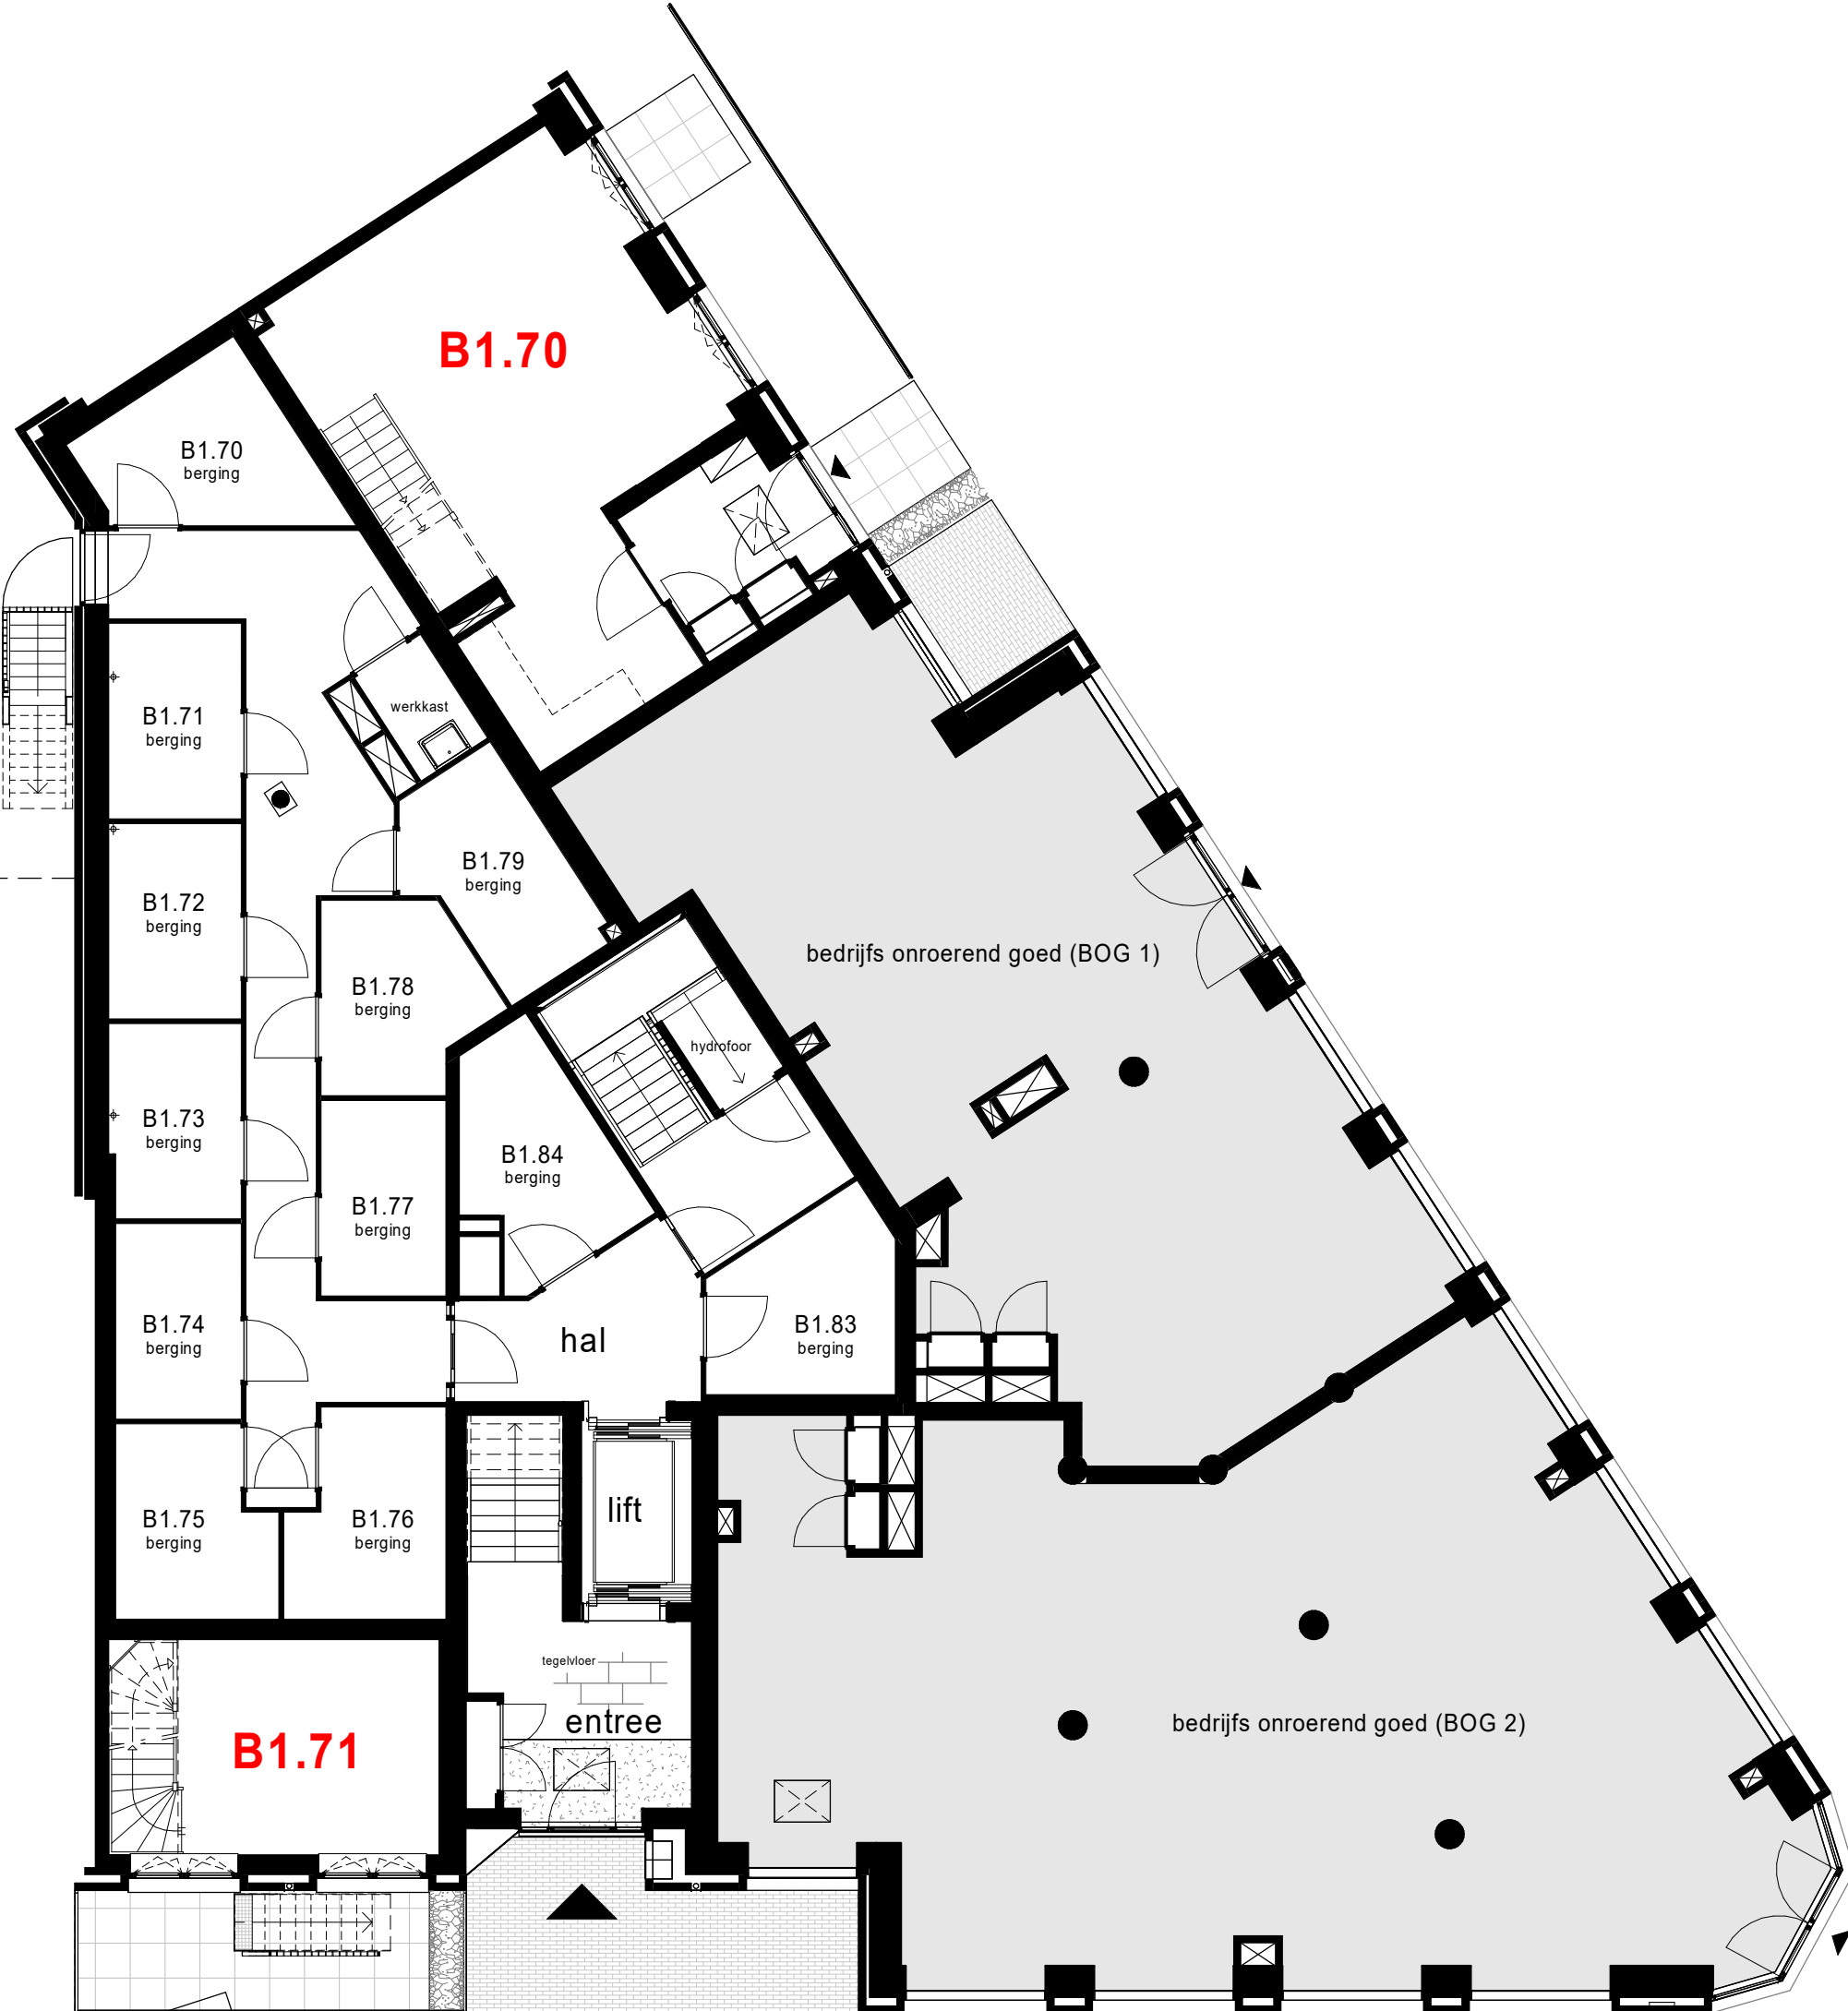 B1.70
B1.70
berging
B1.71
berging
werkkast
B1.79
berging
B1.72
berging
bedrijfs onroerend goed (BOG 1)
B1.78
berging
hydrofoor
B1.73
berging
B1.84
berging
B1.77
berging
B1.74
berging
hal
B1.83
berging
B1.75
berging
B1.76
berging
lift
tegelvloer
entree
bedrijfs onroerend goed (BOG 2)
B1.71